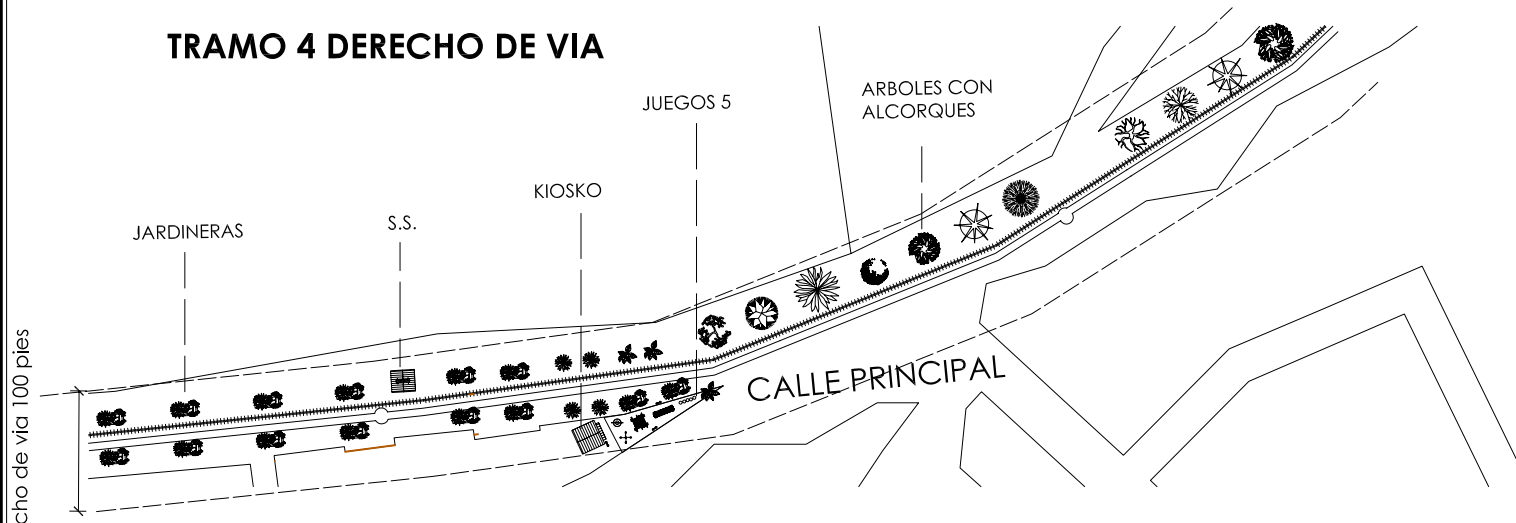 TRAMO 4 DERECHO DE VIA
JUEGOS 5
ARBOLES CON
ALCORQUES
KIOSKO
S.S.
JARDINERAS
CALLE PRINCIPAL
cho de via 100 pies